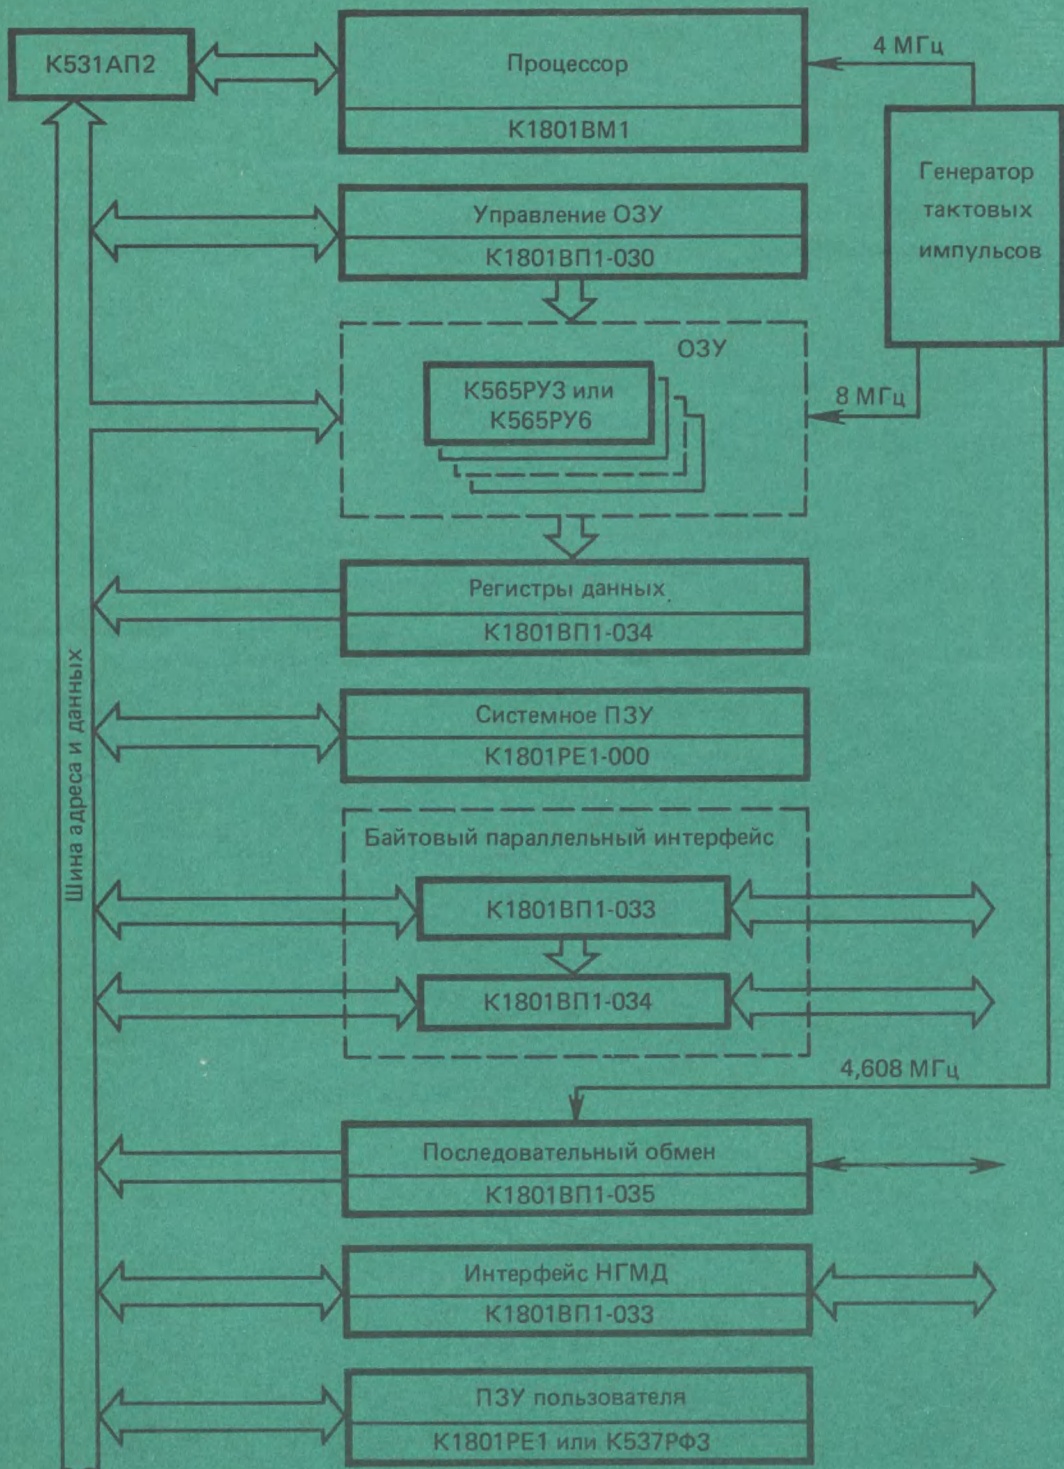 К531АП2
Процессор
К1801ВМ1
4 МГц
Генератор
тактовых
импульсов
Управление ОЗУ
К1801ВП1-030
ОЗУ
К565РУ3 или
К565РУ6
8 МГц
Регистры данных
К1801ВП1-034
Системное ПЗУ
К1801РЕ1-000
Шина адреса и данных
Байтовый параллельный интерфейс
К1801ВП1-033
К1801ВП1-034
4,608 МГц
Последовательный обмен
К1801ВП1-035
Интерфейс НГМД
К1801ВП1-033
ПЗУ пользователя
К1801РЕ1 или К537РФ3